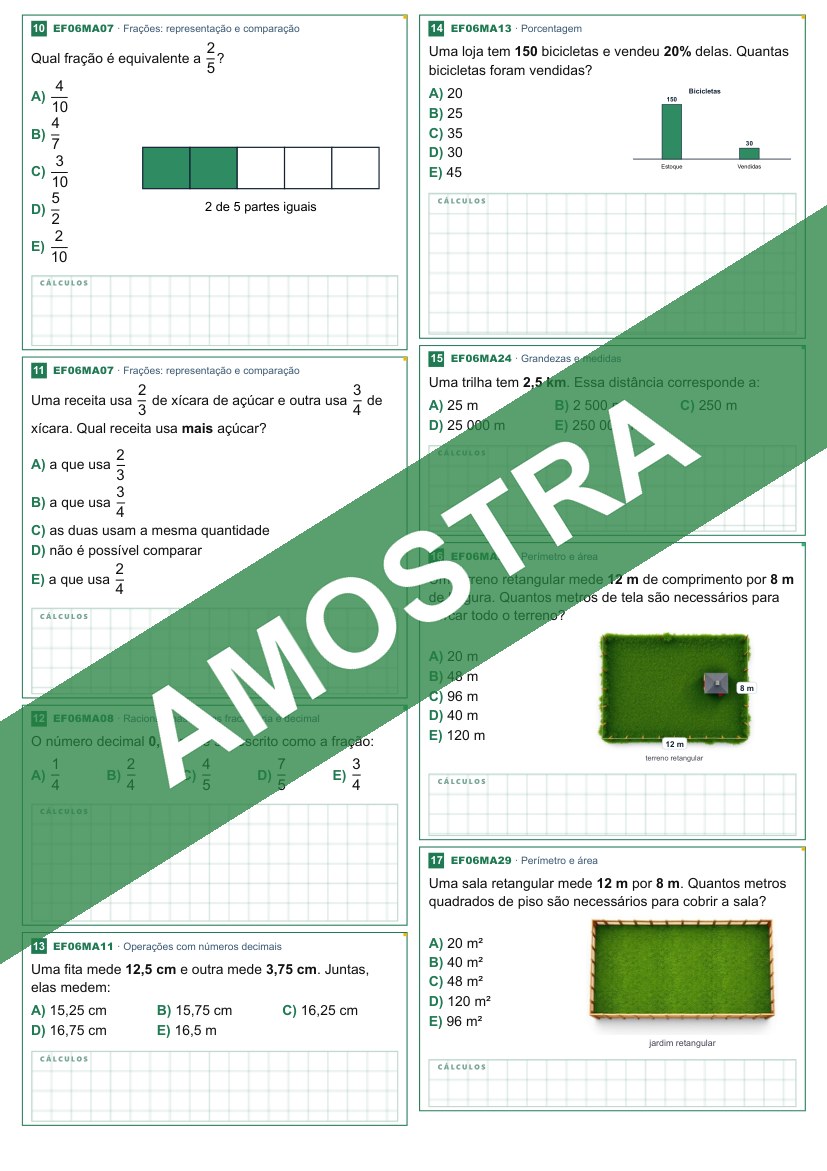 10 EF06MA07 · Frações: representação e comparação
Qual fração é equivalente a 2/5?
A) 4/10
B) 4/7
C) 3/10
D) 5/2
E) 2/10
2 de 5 partes iguais
CÁLCULOS
11 EF06MA07 · Frações: representação e comparação
Uma receita usa 2/3 de xícara de açúcar e outra usa 3/4 de
xícara. Qual receita usa mais açúcar?
A) a que usa 2/3
B) a que usa 3/4
C) as duas usam a mesma quantidade
D) não é possível comparar
E) a que usa 2/4
CÁLCULOS
12 EF06MA08 ·
O número decimal 0, escrito como a fração:
A) 1/4 B) 2/4 C) 4/5 D) 7/5 E) 3/4
CÁLCULOS
13 EF06MA11 · Operações com números decimais
Uma fita mede 12,5 cm e outra mede 3,75 cm. Juntas,
elas medem:
A) 15,25 cm B) 15,75 cm C) 16,25 cm
D) 16,75 cm E) 16,5 m
CÁLCULOS
14 EF06MA13 · Porcentagem
Uma loja tem 150 bicicletas e vendeu 20% delas. Quantas
bicicletas foram vendidas?
A) 20
B) 25
C) 35
D) 30
E) 45
Bicicletas
150
30
Estoque Vendidas
CÁLCULOS
15 EF06MA24 · Grandezas e medidas
Uma trilha tem 2,5 km. Essa distância corresponde a:
A) 25 m B) 2 500 C) 250 m
D) 25 000 m E)
CÁLCULOS
Perímetro e área
terreno retangular mede 12 m de comprimento por 8 m
de Quantos metros de tela são necessários para
todo o terreno?
A) 20 m
B) 48 m
C) 96 m
D) 40 m
E) 120 m
8 m
12 m
terreno retangular
CÁLCULOS
17 EF06MA29 · Perímetro e área
Uma sala retangular mede 12 m por 8 m. Quantos metros
quadrados de piso são necessários para cobrir a sala?
A) 20 m²
B) 40 m²
C) 48 m²
D) 120 m²
E) 96 m²
jardim retangular
CÁLCULOS
AMOSTRA